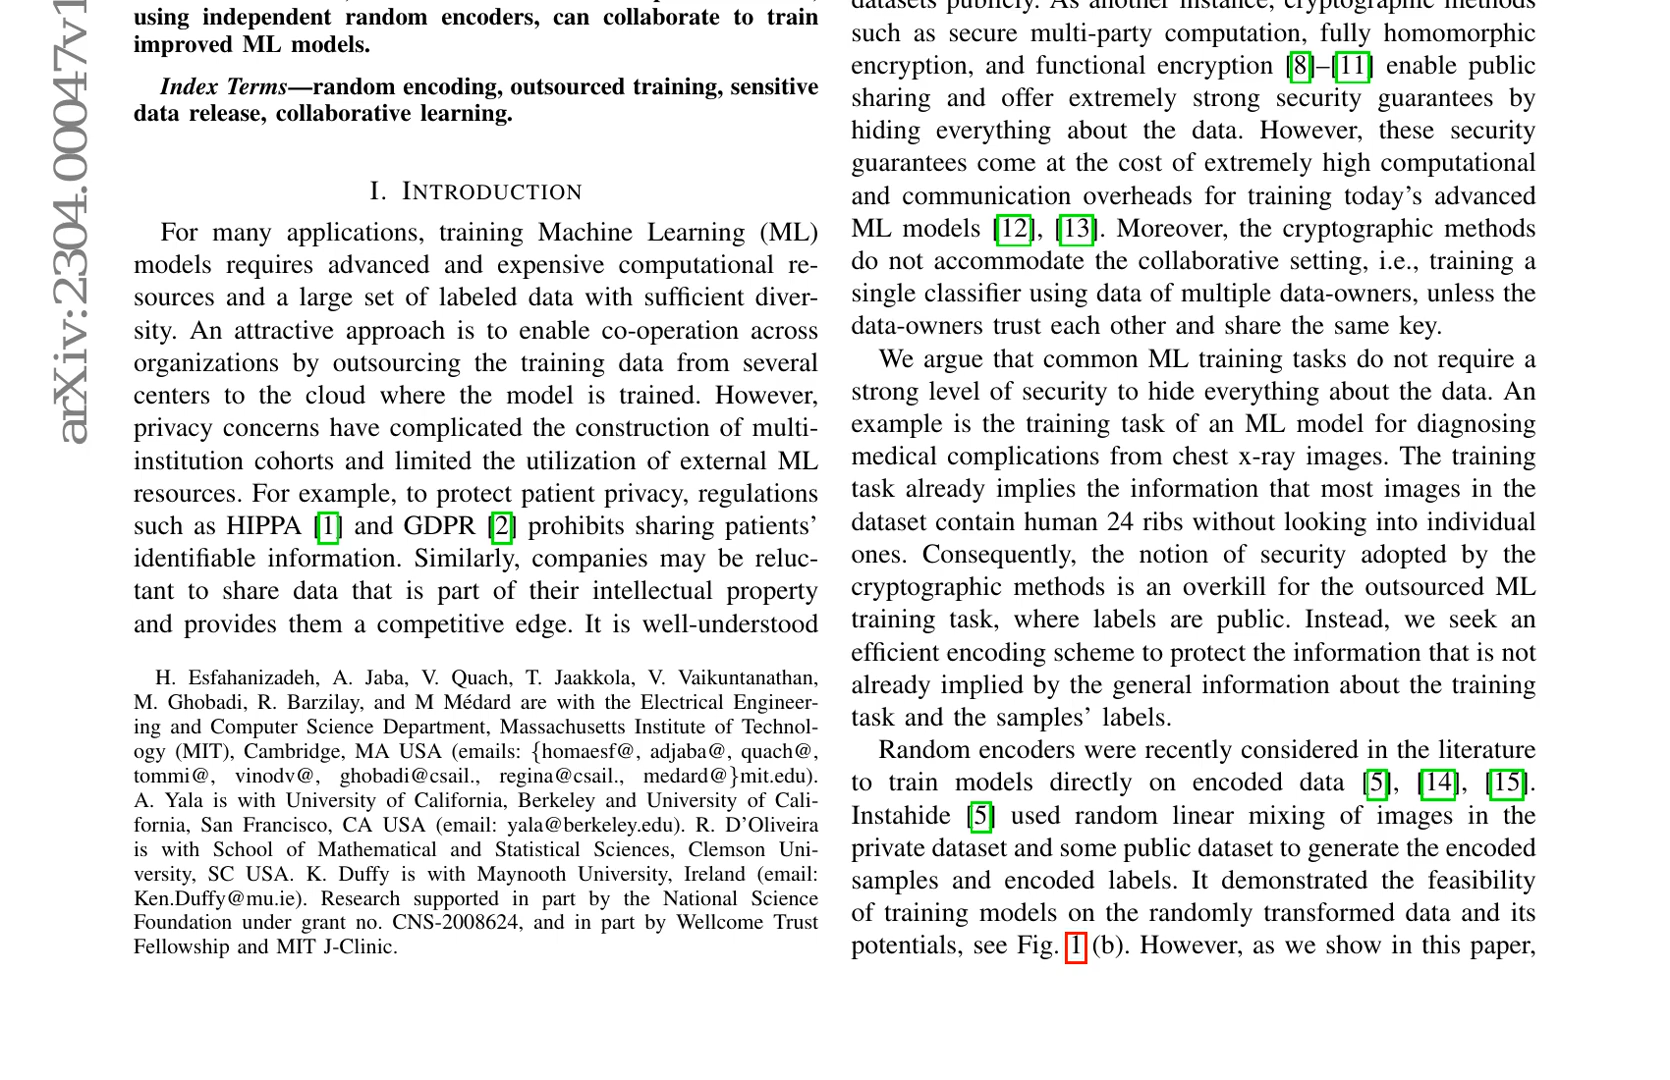 arXiv:2304.00047v1
using independent random encoders, can collaborate to train
improved ML models.
Index Terms—random encoding, outsourced training, sensitive
data release, collaborative learning.
I. INTRODUCTION
For many applications, training Machine Learning (ML)
models requires advanced and expensive computational re-
sources and a large set of labeled data with sufficient diver-
sity. An attractive approach is to enable co-operation across
organizations by outsourcing the training data from several
centers to the cloud where the model is trained. However,
privacy concerns have complicated the construction of multi-
institution cohorts and limited the utilization of external ML
resources. For example, to protect patient privacy, regulations
such as HIPPA [1] and GDPR [2] prohibits sharing patients'
identifiable information. Similarly, companies may be reluc-
tant to share data that is part of their intellectual property
and provides them a competitive edge. It is well-understood
H. Esfahanizadeh, A. Jaba, V. Quach, T. Jaakkola, V. Vaikuntanathan,
M. Ghobadi, R. Barzilay, and M Médard are with the Electrical Engineer-
ing and Computer Science Department, Massachusetts Institute of Technol-
ogy (MIT), Cambridge, MA USA (emails: {homaesf@, adjaba@, quach@,
tommi@, vinodv@, ghobadi@csail., regina@csail., medard@}mit.edu).
A. Yala is with University of California, Berkeley and University of Cali-
fornia, San Francisco, CA USA (email: yala@berkeley.edu). R. D'Oliveira
is with School of Mathematical and Statistical Sciences, Clemson Uni-
versity, SC USA. K. Duffy is with Maynooth University, Ireland (email:
Ken.Duffy@mu.ie). Research supported in part by the National Science
Foundation under grant no. CNS-2008624, and in part by Wellcome Trust
Fellowship and MIT J-Clinic.
datasets publicly. As another instance, cryptographic methods
such as secure multi-party computation, fully homomorphic
encryption, and functional encryption [8]–[11] enable public
sharing and offer extremely strong security guarantees by
hiding everything about the data. However, these security
guarantees come at the cost of extremely high computational
and communication overheads for training today's advanced
ML models [12], [13]. Moreover, the cryptographic methods
do not accommodate the collaborative setting, i.e., training a
single classifier using data of multiple data-owners, unless the
data-owners trust each other and share the same key.
We argue that common ML training tasks do not require a
strong level of security to hide everything about the data. An
example is the training task of an ML model for diagnosing
medical complications from chest x-ray images. The training
task already implies the information that most images in the
dataset contain human 24 ribs without looking into individual
ones. Consequently, the notion of security adopted by the
cryptographic methods is an overkill for the outsourced ML
training task, where labels are public. Instead, we seek an
efficient encoding scheme to protect the information that is not
already implied by the general information about the training
task and the samples' labels.
Random encoders were recently considered in the literature
to train models directly on encoded data [5], [14], [15].
Instahide [5] used random linear mixing of images in the
private dataset and some public dataset to generate the encoded
samples and encoded labels. It demonstrated the feasibility
of training models on the randomly transformed data and its
potentials, see Fig. 1 (b). However, as we show in this paper,